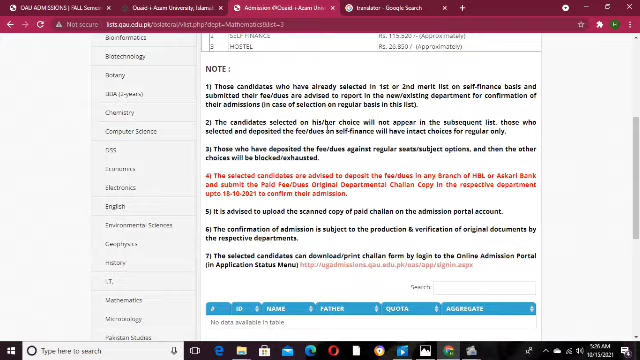 QAU ADMISSIONS | FALL Semes
Quaid-i-Azam University, Islamab
Admission @Quaid-i-Azam Univers
translator - Google Search
Not secure | lists.qau.edu.pk/oslateral/vlist.php?dept=Mathematics&list=3
Bioinformatics
Biotechnology
Botany
BBA (2-years)
Chemistry
Computer Science
DSS
Economics
Electronics
English
Environmental Sciences
Geophysics
History
I.T.
Mathematics
Microbiology
Pakistan Studies
2 SELF FINANCE Rs. 115,520 /- (Approximately)
3 HOSTEL Rs. 26,850 /- (Approximately)
NOTE :
1) Those candidates who have already selected in 1st or 2nd merit list on self-finance basis and
submitted their fee/dues are advised to report in the new/existing department for confirmation of
their admissions (in case of selection on regular basis in this list).
2) The candidates selected on his/her choice will not appear in the subsequent list, those who
selected and deposited the fee/dues on self-finance will have intact choices for regular only.
3) Those who have deposited the fee/dues against regular seats/subject options, and then the other
choices will be blocked/exhausted.
4) The selected candidates are advised to deposit the fee/dues in any Branch of HBL or Askari Bank
and submit the Paid Fee/Dues Original Departmental Challan Copy in the respective department
upto 18-10-2021 to confirm their admission.
5) It is advised to upload the scanned copy of paid challan on the admission portal account.
6) The confirmation of admission is subject to the production & verification of original documents by
the respective departments.
7) The selected candidates can download/print challan form by login to the Online Admission Portal
(in Application Status Menu) http://ugadmissions.qau.edu.pk/oas/app/signin.aspx
Search:
# ID NAME FATHER QUOTA AGGREGATE
No data available in table
Type here to search
5:26 AM
10/15/2021